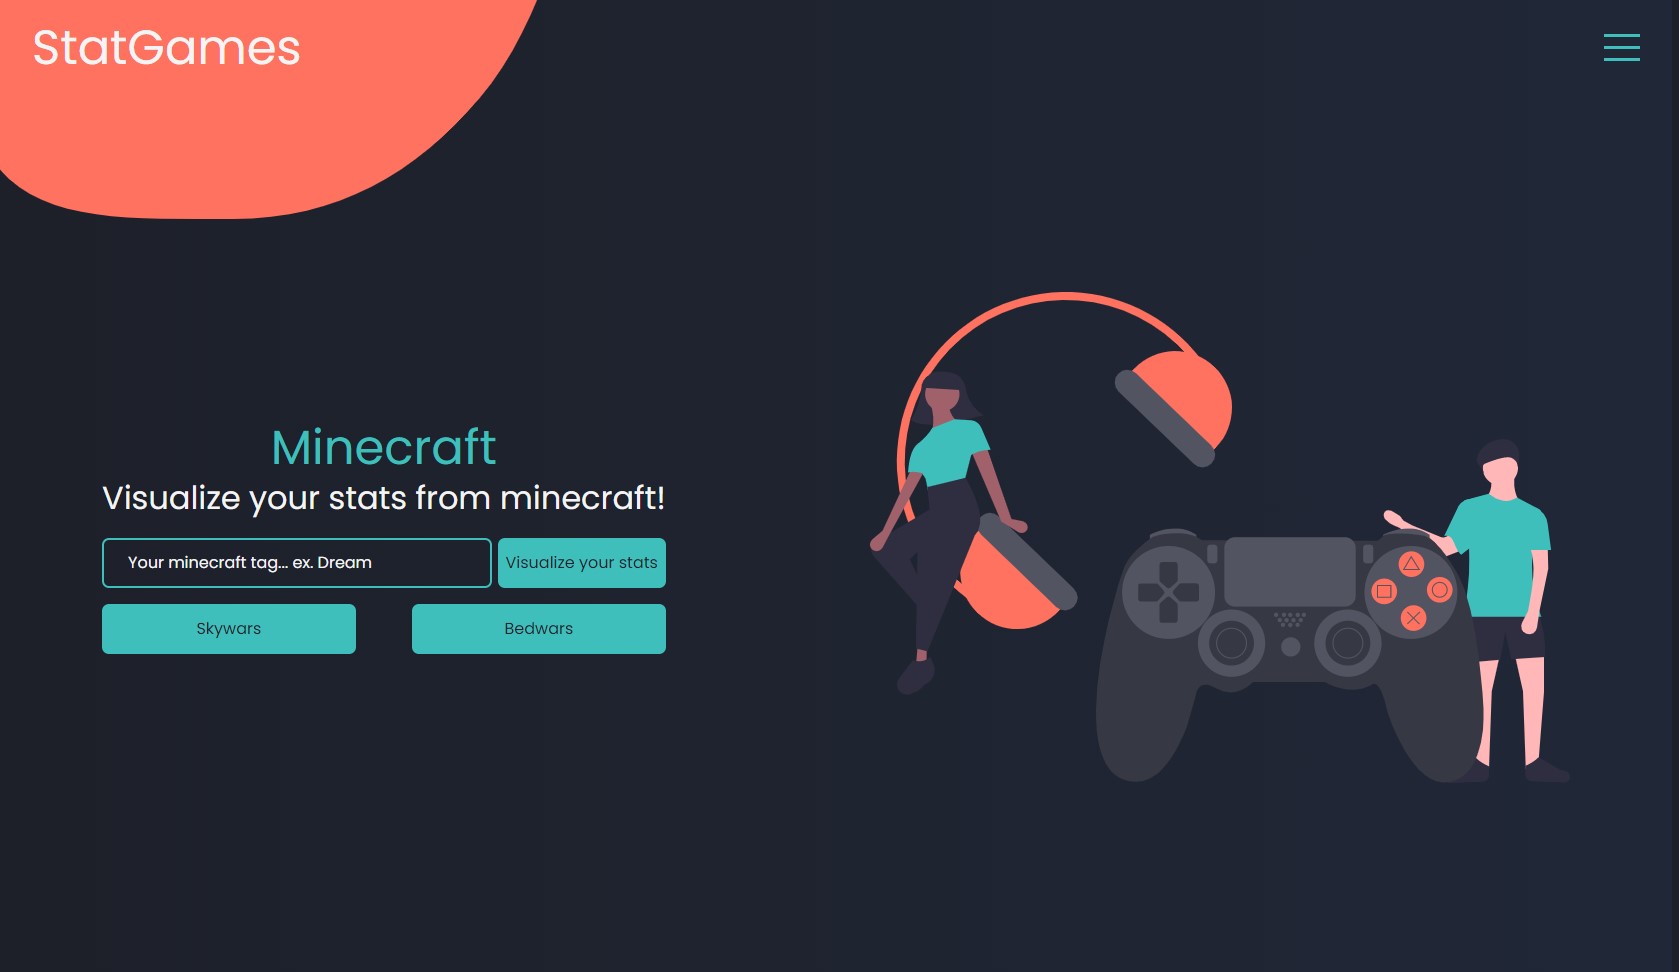 StatGames
Minecraft
Visualize your stats from minecraft!
Your minecraft tag... ex. Dream
Visualize your stats
Skywars
Bedwars